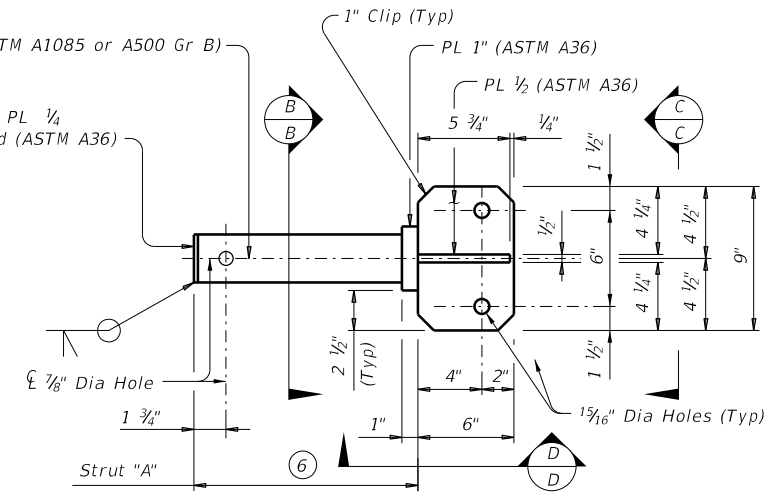 1" Clip (Typ)
TM A1085 or A500 Gr B)
PL 1" (ASTM A36)
PL ½ (ASTM A36)
B
B
C
C
PL ¼
d (ASTM A36)
5 ¾"
¼"
1 ½"
½"
6"
4 ¼"
4 ½"
9"
4 ¼"
4 ½"
2 ½"
(Typ)
1 ½"
℄ ⅞" Dia Hole
4"
2"
15/16" Dia Holes (Typ)
1 ¾"
1"
6"
Strut "A"
6
D
D